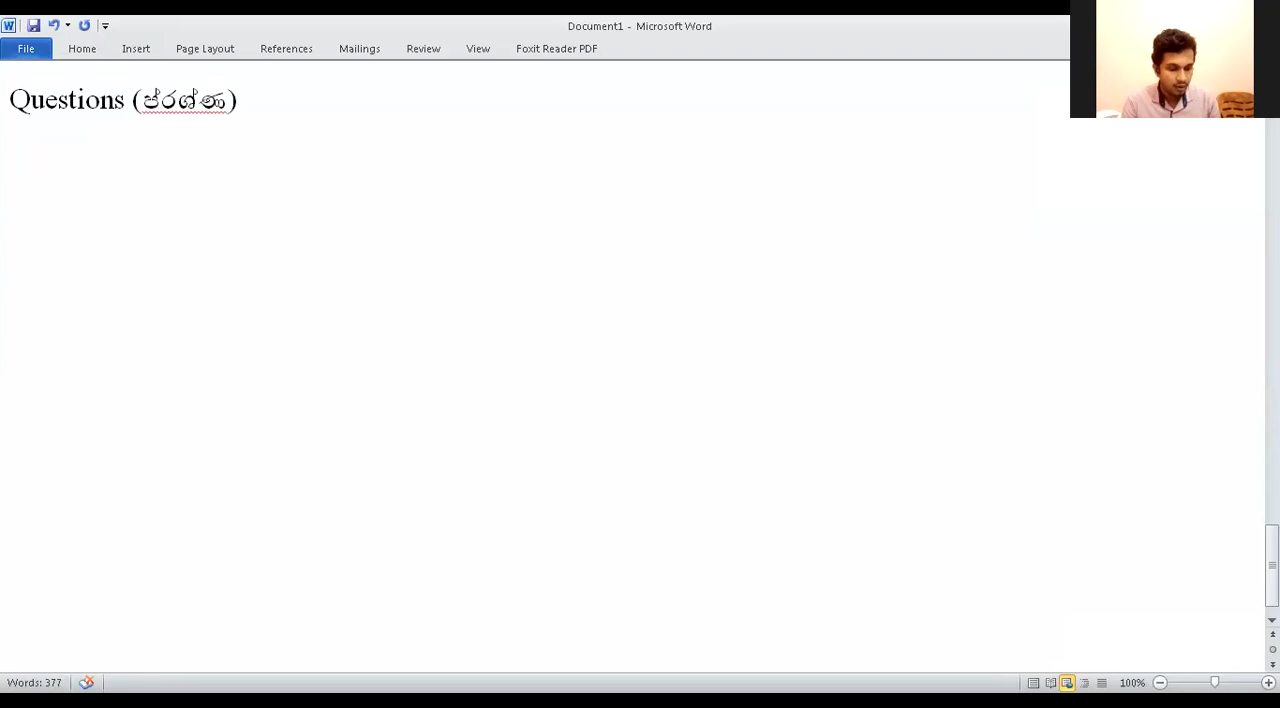 Document1 - Microsoft Word
File Home Insert Page Layout References Mailings Review View Foxit Reader PDF
Questions (ප්රශ්ණ)
Words: 377 100%